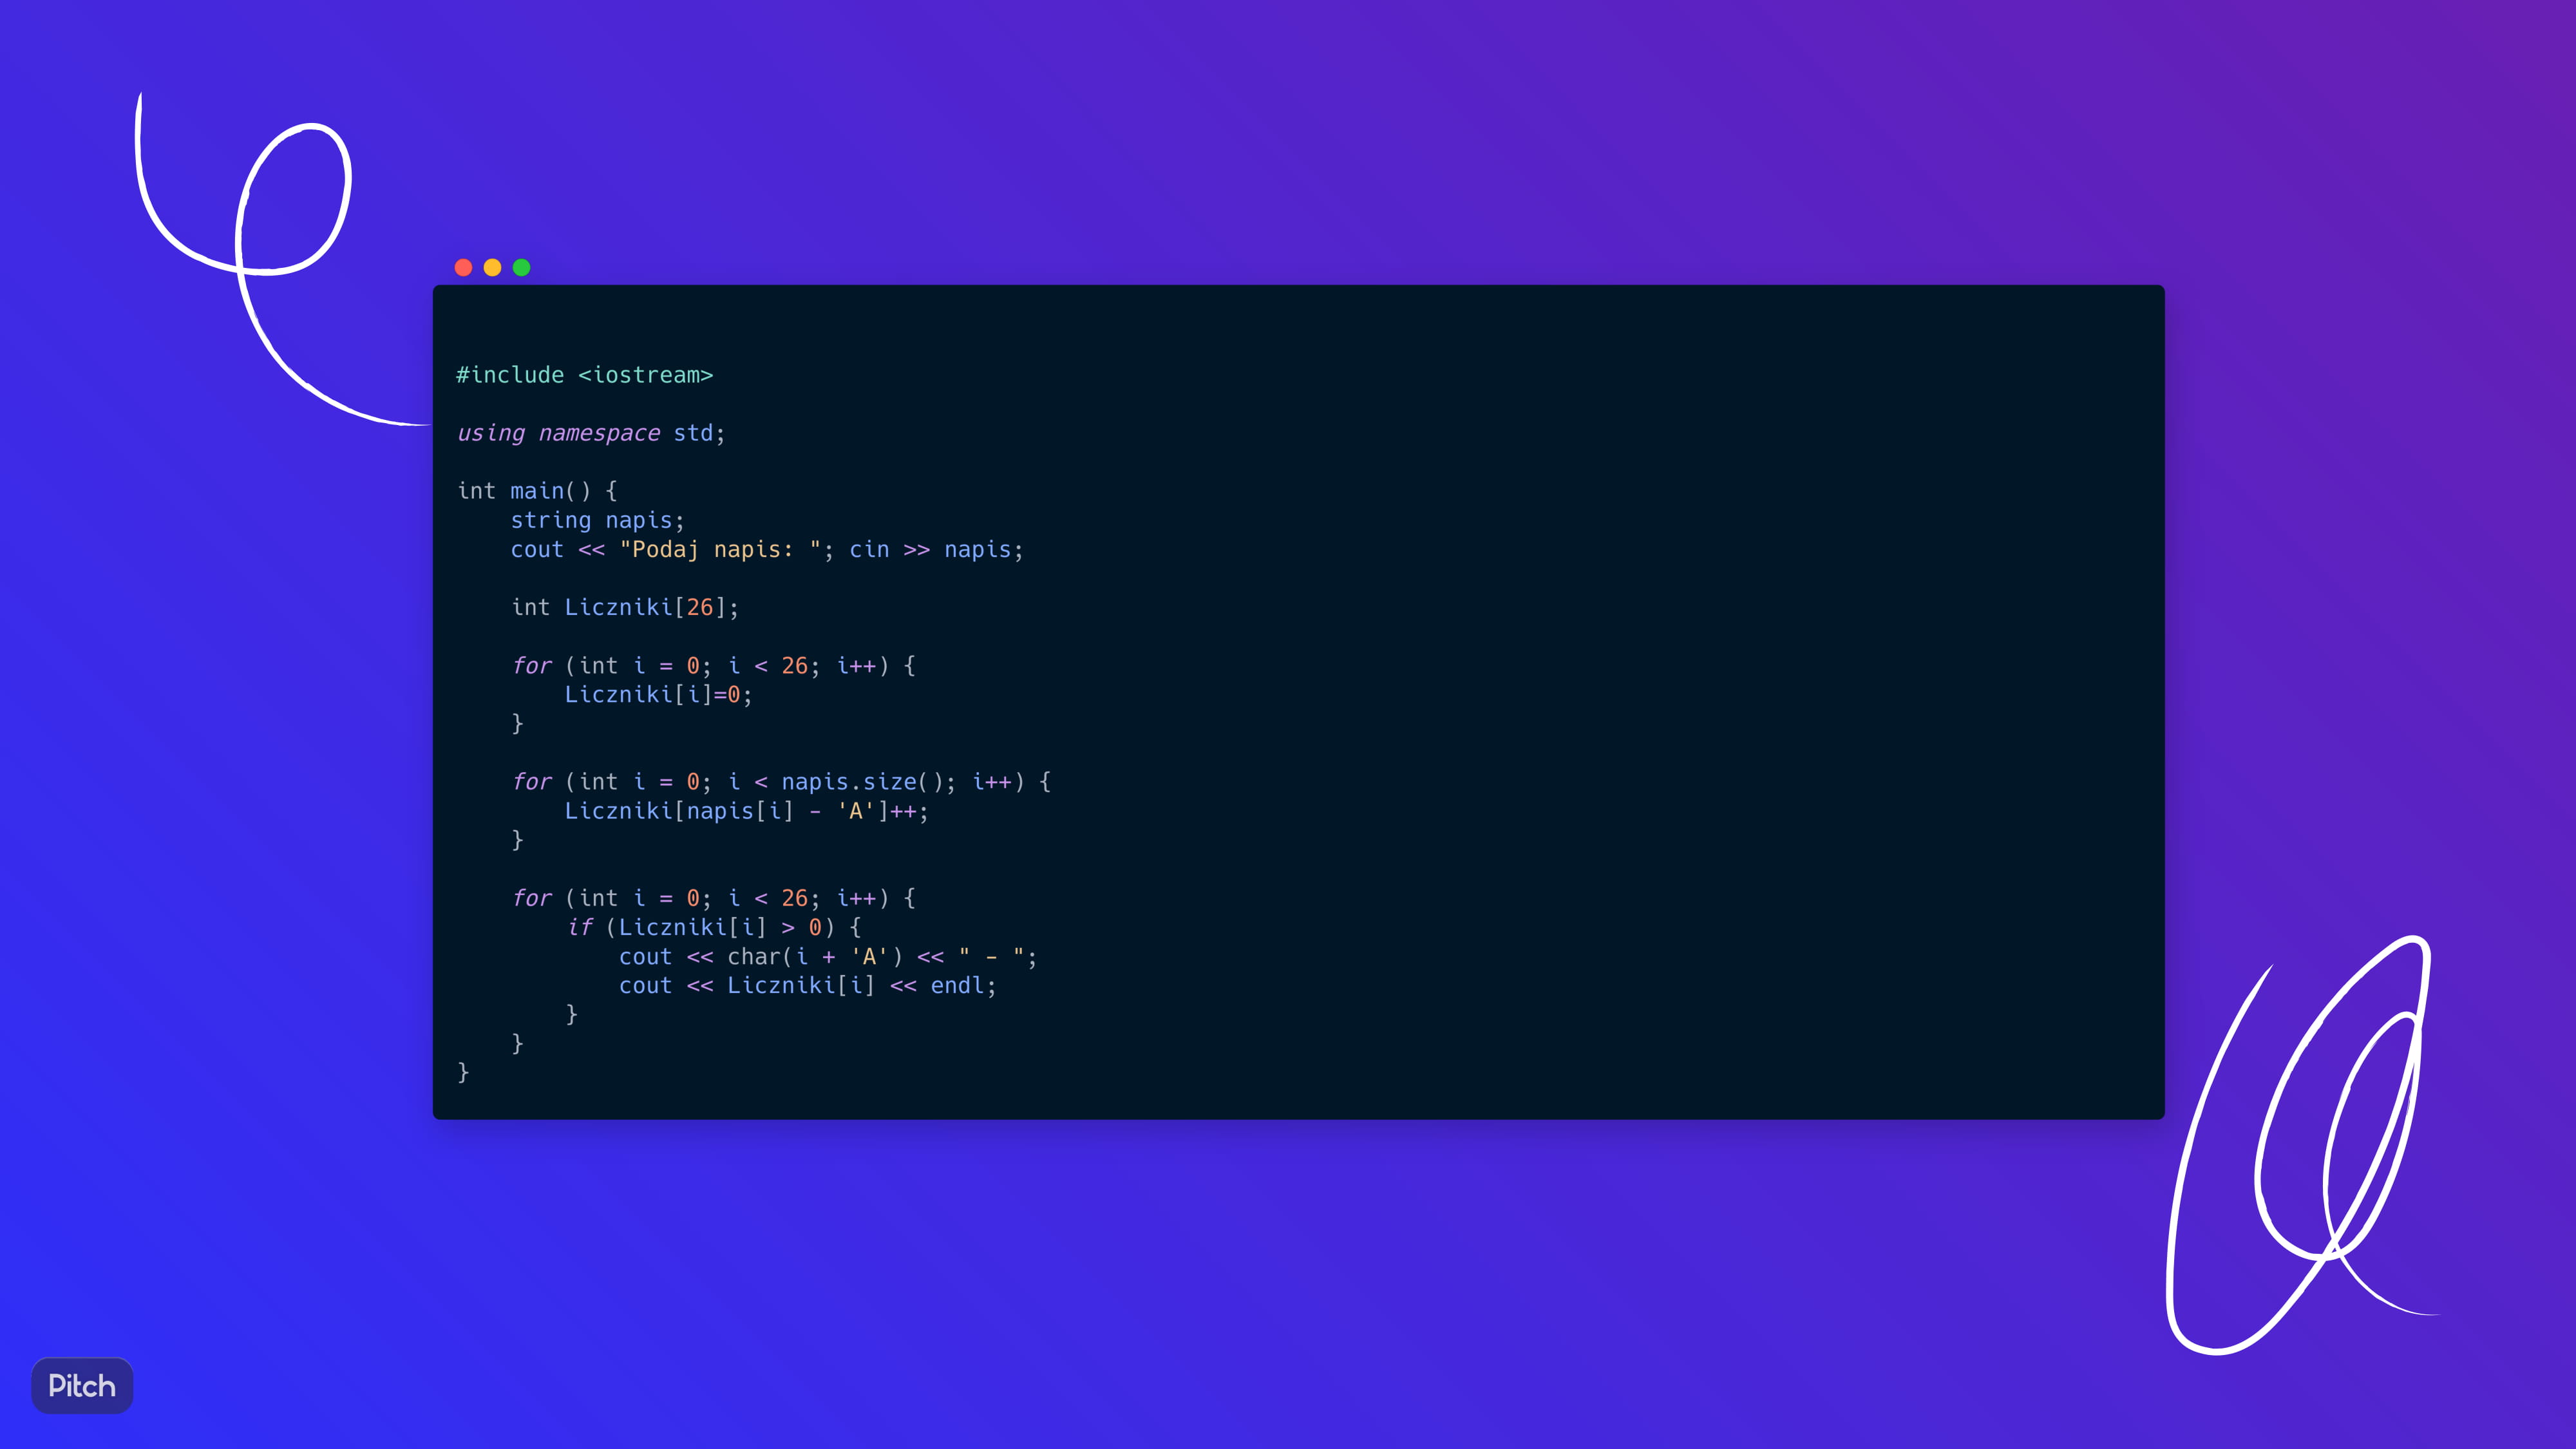 #include <iostream>
using namespace std;
int main() {
    string napis;
    cout << "Podaj napis: "; cin >> napis;
    int Liczniki[26];
    for (int i = 0; i < 26; i++) {
        Liczniki[i]=0;
    }
    for (int i = 0; i < napis.size(); i++) {
        Liczniki[napis[i] - 'A']++;
    }
    for (int i = 0; i < 26; i++) {
        if (Liczniki[i] > 0) {
            cout << char(i + 'A') << " - ";
            cout << Liczniki[i] << endl;
        }
    }
}
Pitch